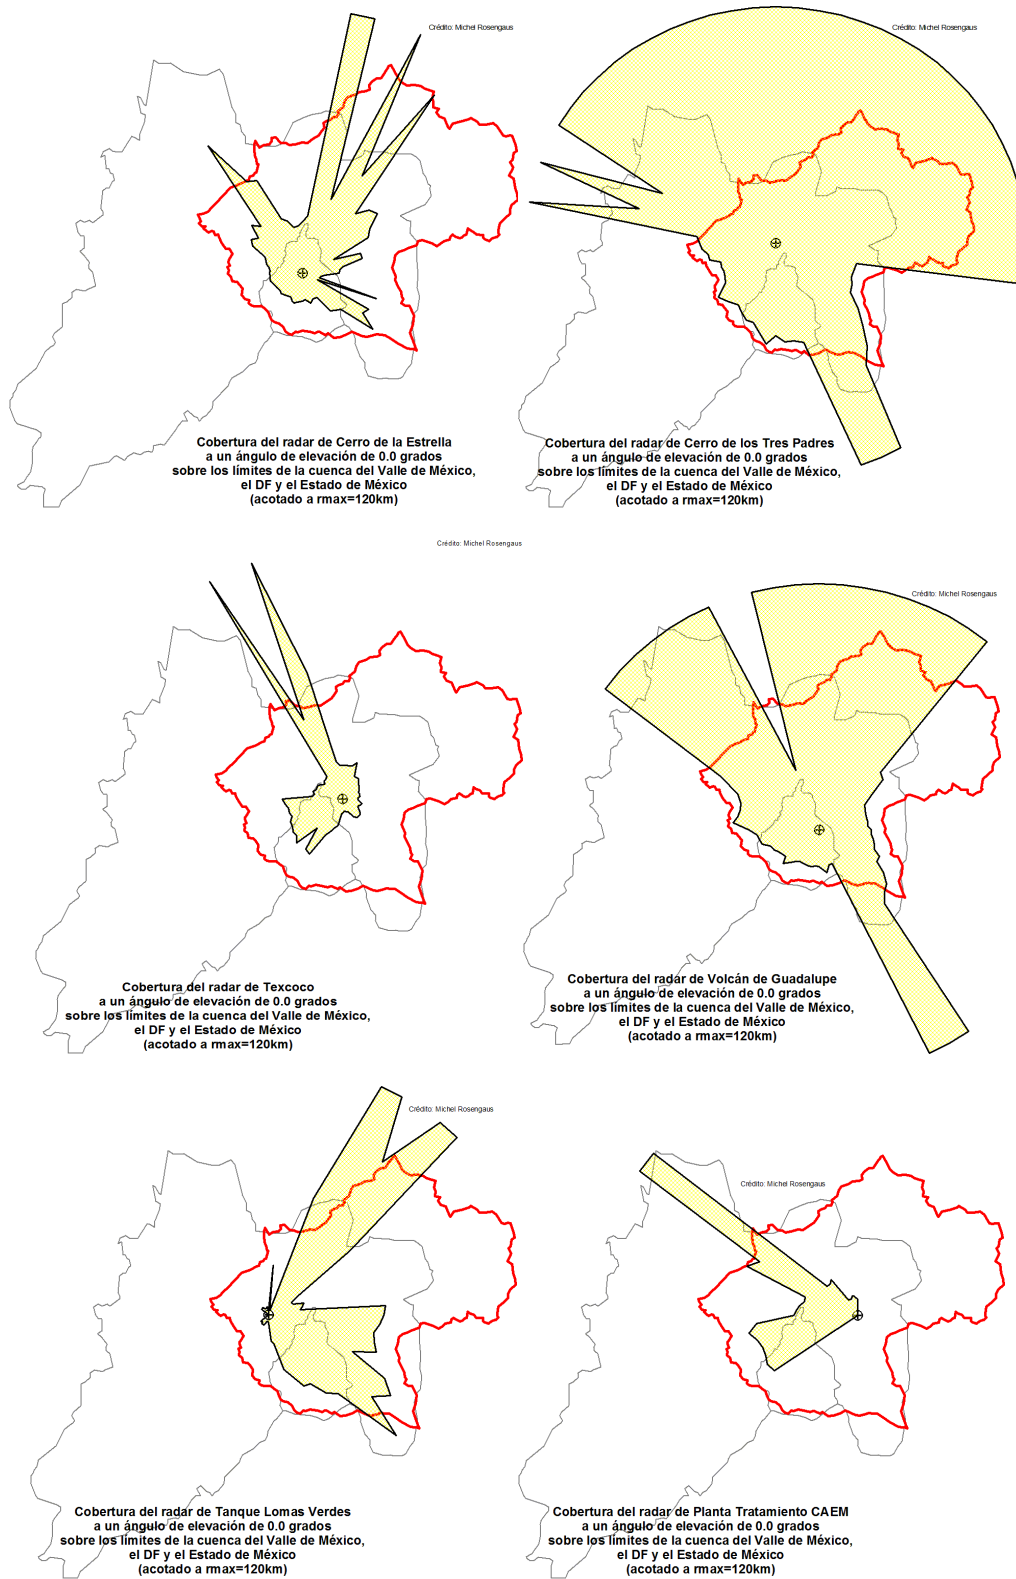 Crédito: Michel Rosengaus
Cobertura del radar de Cerro de la Estrella
a un ángulo de elevación de 0.0 grados
sobre los límites de la cuenca del Valle de México,
el DF y el Estado de México
(acotado a rmax=120km)
Crédito: Michel Rosengaus
Cobertura del radar de Cerro de los Tres Padres
a un ángulo de elevación de 0.0 grados
sobre los límites de la cuenca del Valle de México,
el DF y el Estado de México
(acotado a rmax=120km)
Crédito: Michel Rosengaus
Cobertura del radar de Texcoco
a un ángulo de elevación de 0.0 grados
sobre los límites de la cuenca del Valle de México,
el DF y el Estado de México
(acotado a rmax=120km)
Crédito: Michel Rosengaus
Cobertura del radar de Volcán de Guadalupe
a un ángulo de elevación de 0.0 grados
sobre los límites de la cuenca del Valle de México,
el DF y el Estado de México
(acotado a rmax=120km)
Crédito: Michel Rosengaus
Cobertura del radar de Tanque Lomas Verdes
a un ángulo de elevación de 0.0 grados
sobre los límites de la cuenca del Valle de México,
el DF y el Estado de México
(acotado a rmax=120km)
Crédito: Michel Rosengaus
Cobertura del radar de Planta Tratamiento CAEM
a un ángulo de elevación de 0.0 grados
sobre los límites de la cuenca del Valle de México,
el DF y el Estado de México
(acotado a rmax=120km)